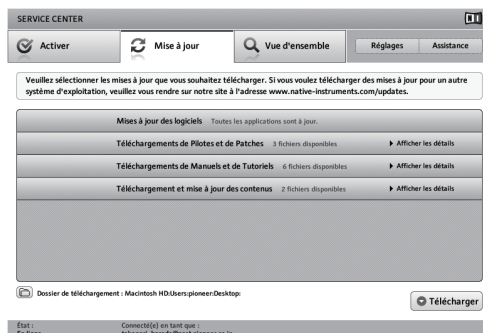 SERVICE CENTER
Activer
Mise à jour
Vue d'ensemble
Réglages
Assistance
Veuillez sélectionner les mises à jour que vous souhaitez télécharger. Si vous voulez télécharger des mises à jour pour un autre
système d'exploitation, veuillez vous rendre sur notre site à l'adresse www.native-instruments.com/updates.
Mises à jour des logiciels Toutes les applications sont à jour.
Téléchargements de Pilotes et de Patches 3 fichiers disponibles Afficher les détails
Téléchargements de Manuels et de Tutoriels 6 fichiers disponibles Afficher les détails
Téléchargement et mise à jour des contenus 2 fichiers disponibles Afficher les détails
Dossier de téléchargement : Macintosh HD:Users:pioneer:Desktop:
Télécharger
État :
Connecté(e) en tant que :